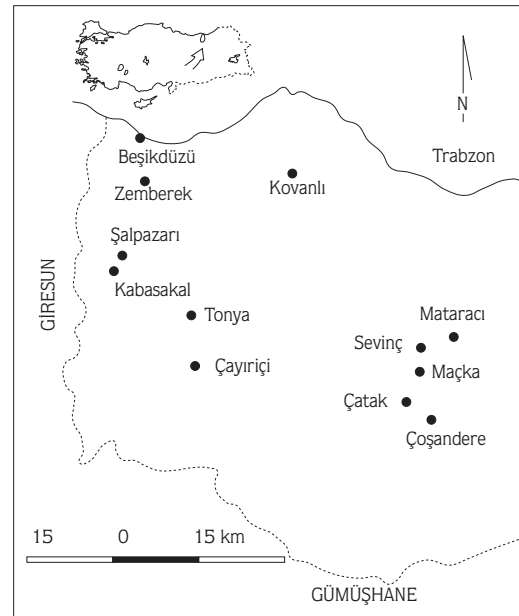 N
Trabzon
Beşikdüzü
Zemberek
Kovanlı
Şalpazarı
Kabasakal
GİRESUN
Tonya
Mataracı
Sevinç
Çayıriçi
Maçka
Çatak
Çoşandere
15 0 15 km
GÜMÜŞHANE